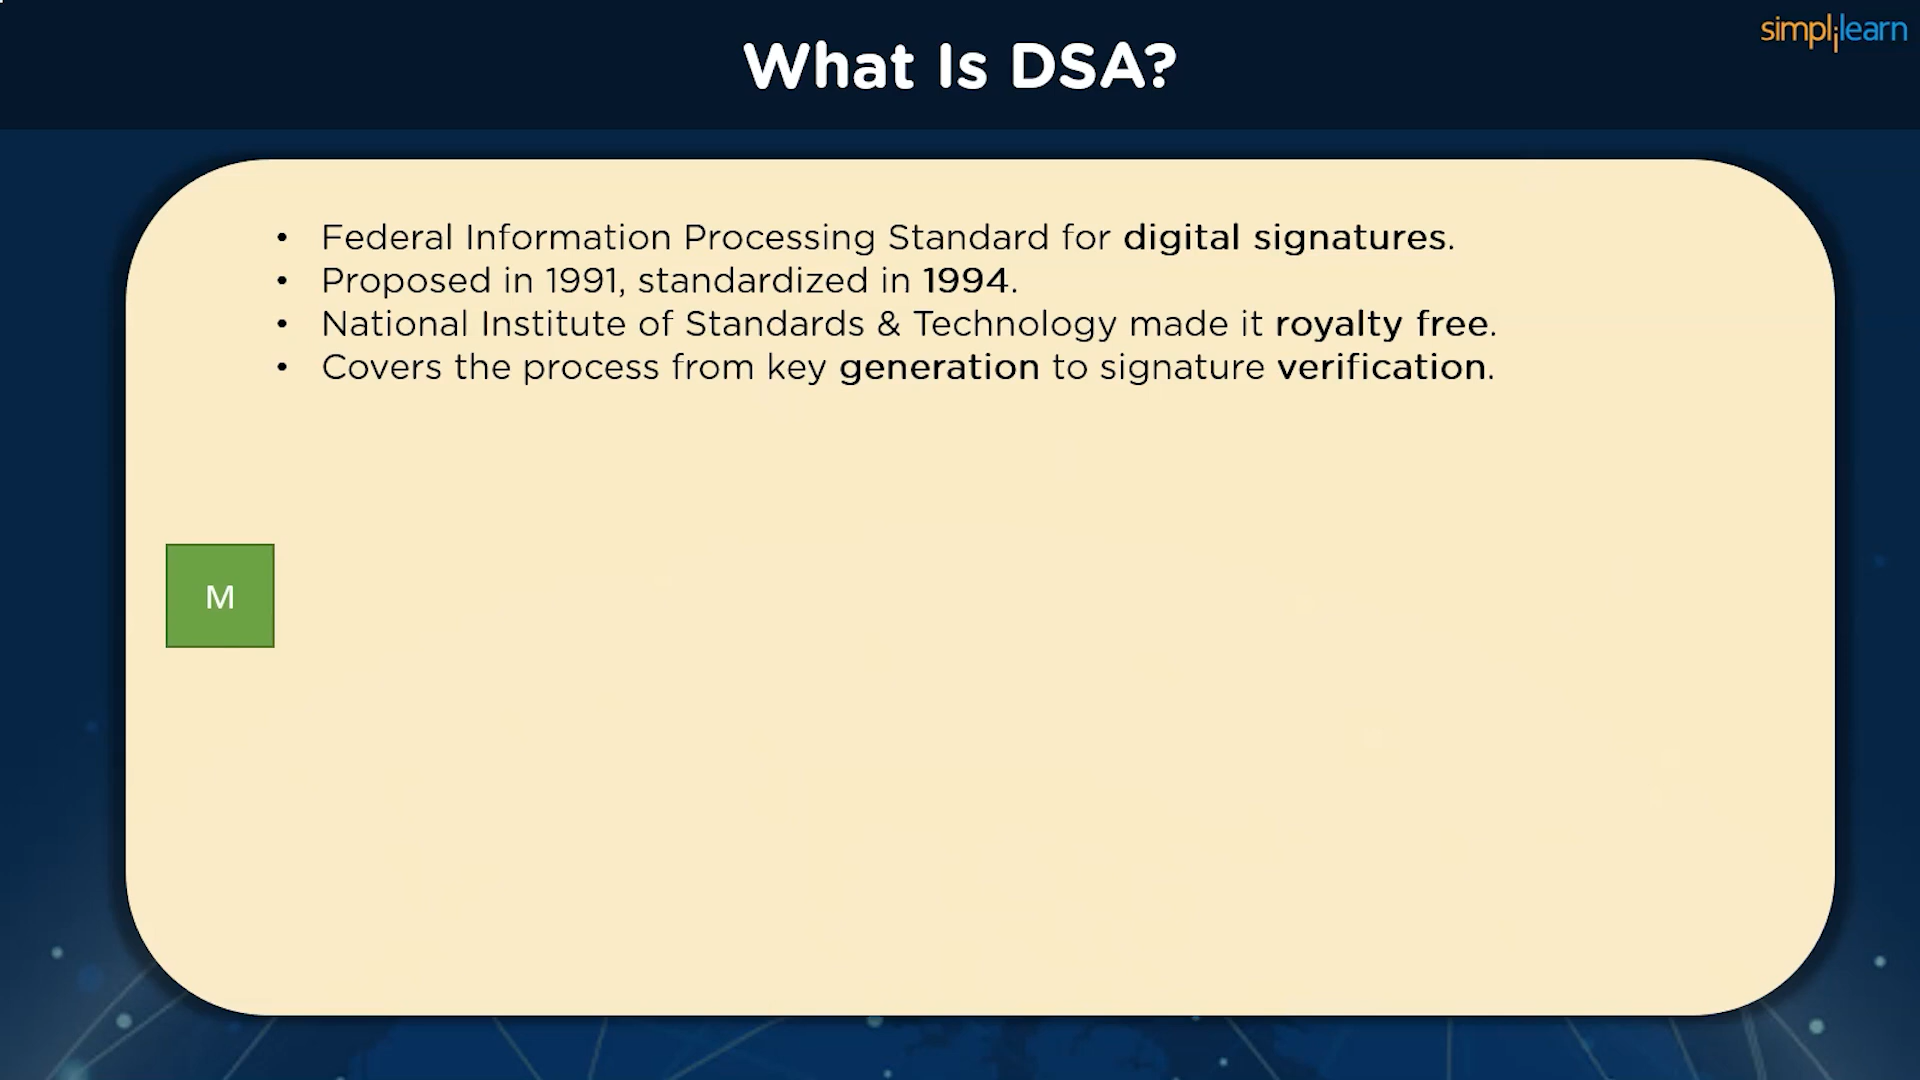 simplilearn
What Is DSA?
• Federal Information Processing Standard for digital signatures.
• Proposed in 1991, standardized in 1994.
• National Institute of Standards & Technology made it royalty free.
• Covers the process from key generation to signature verification.
M